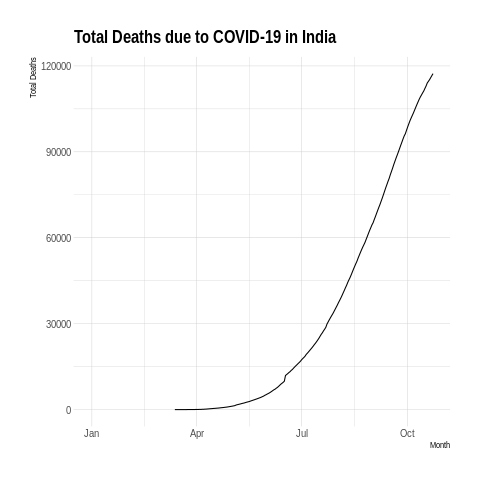 Total Deaths due to COVID-19 in India
Total Deaths
120000
90000
60000
30000
0
Jan Apr Jul Oct
Month